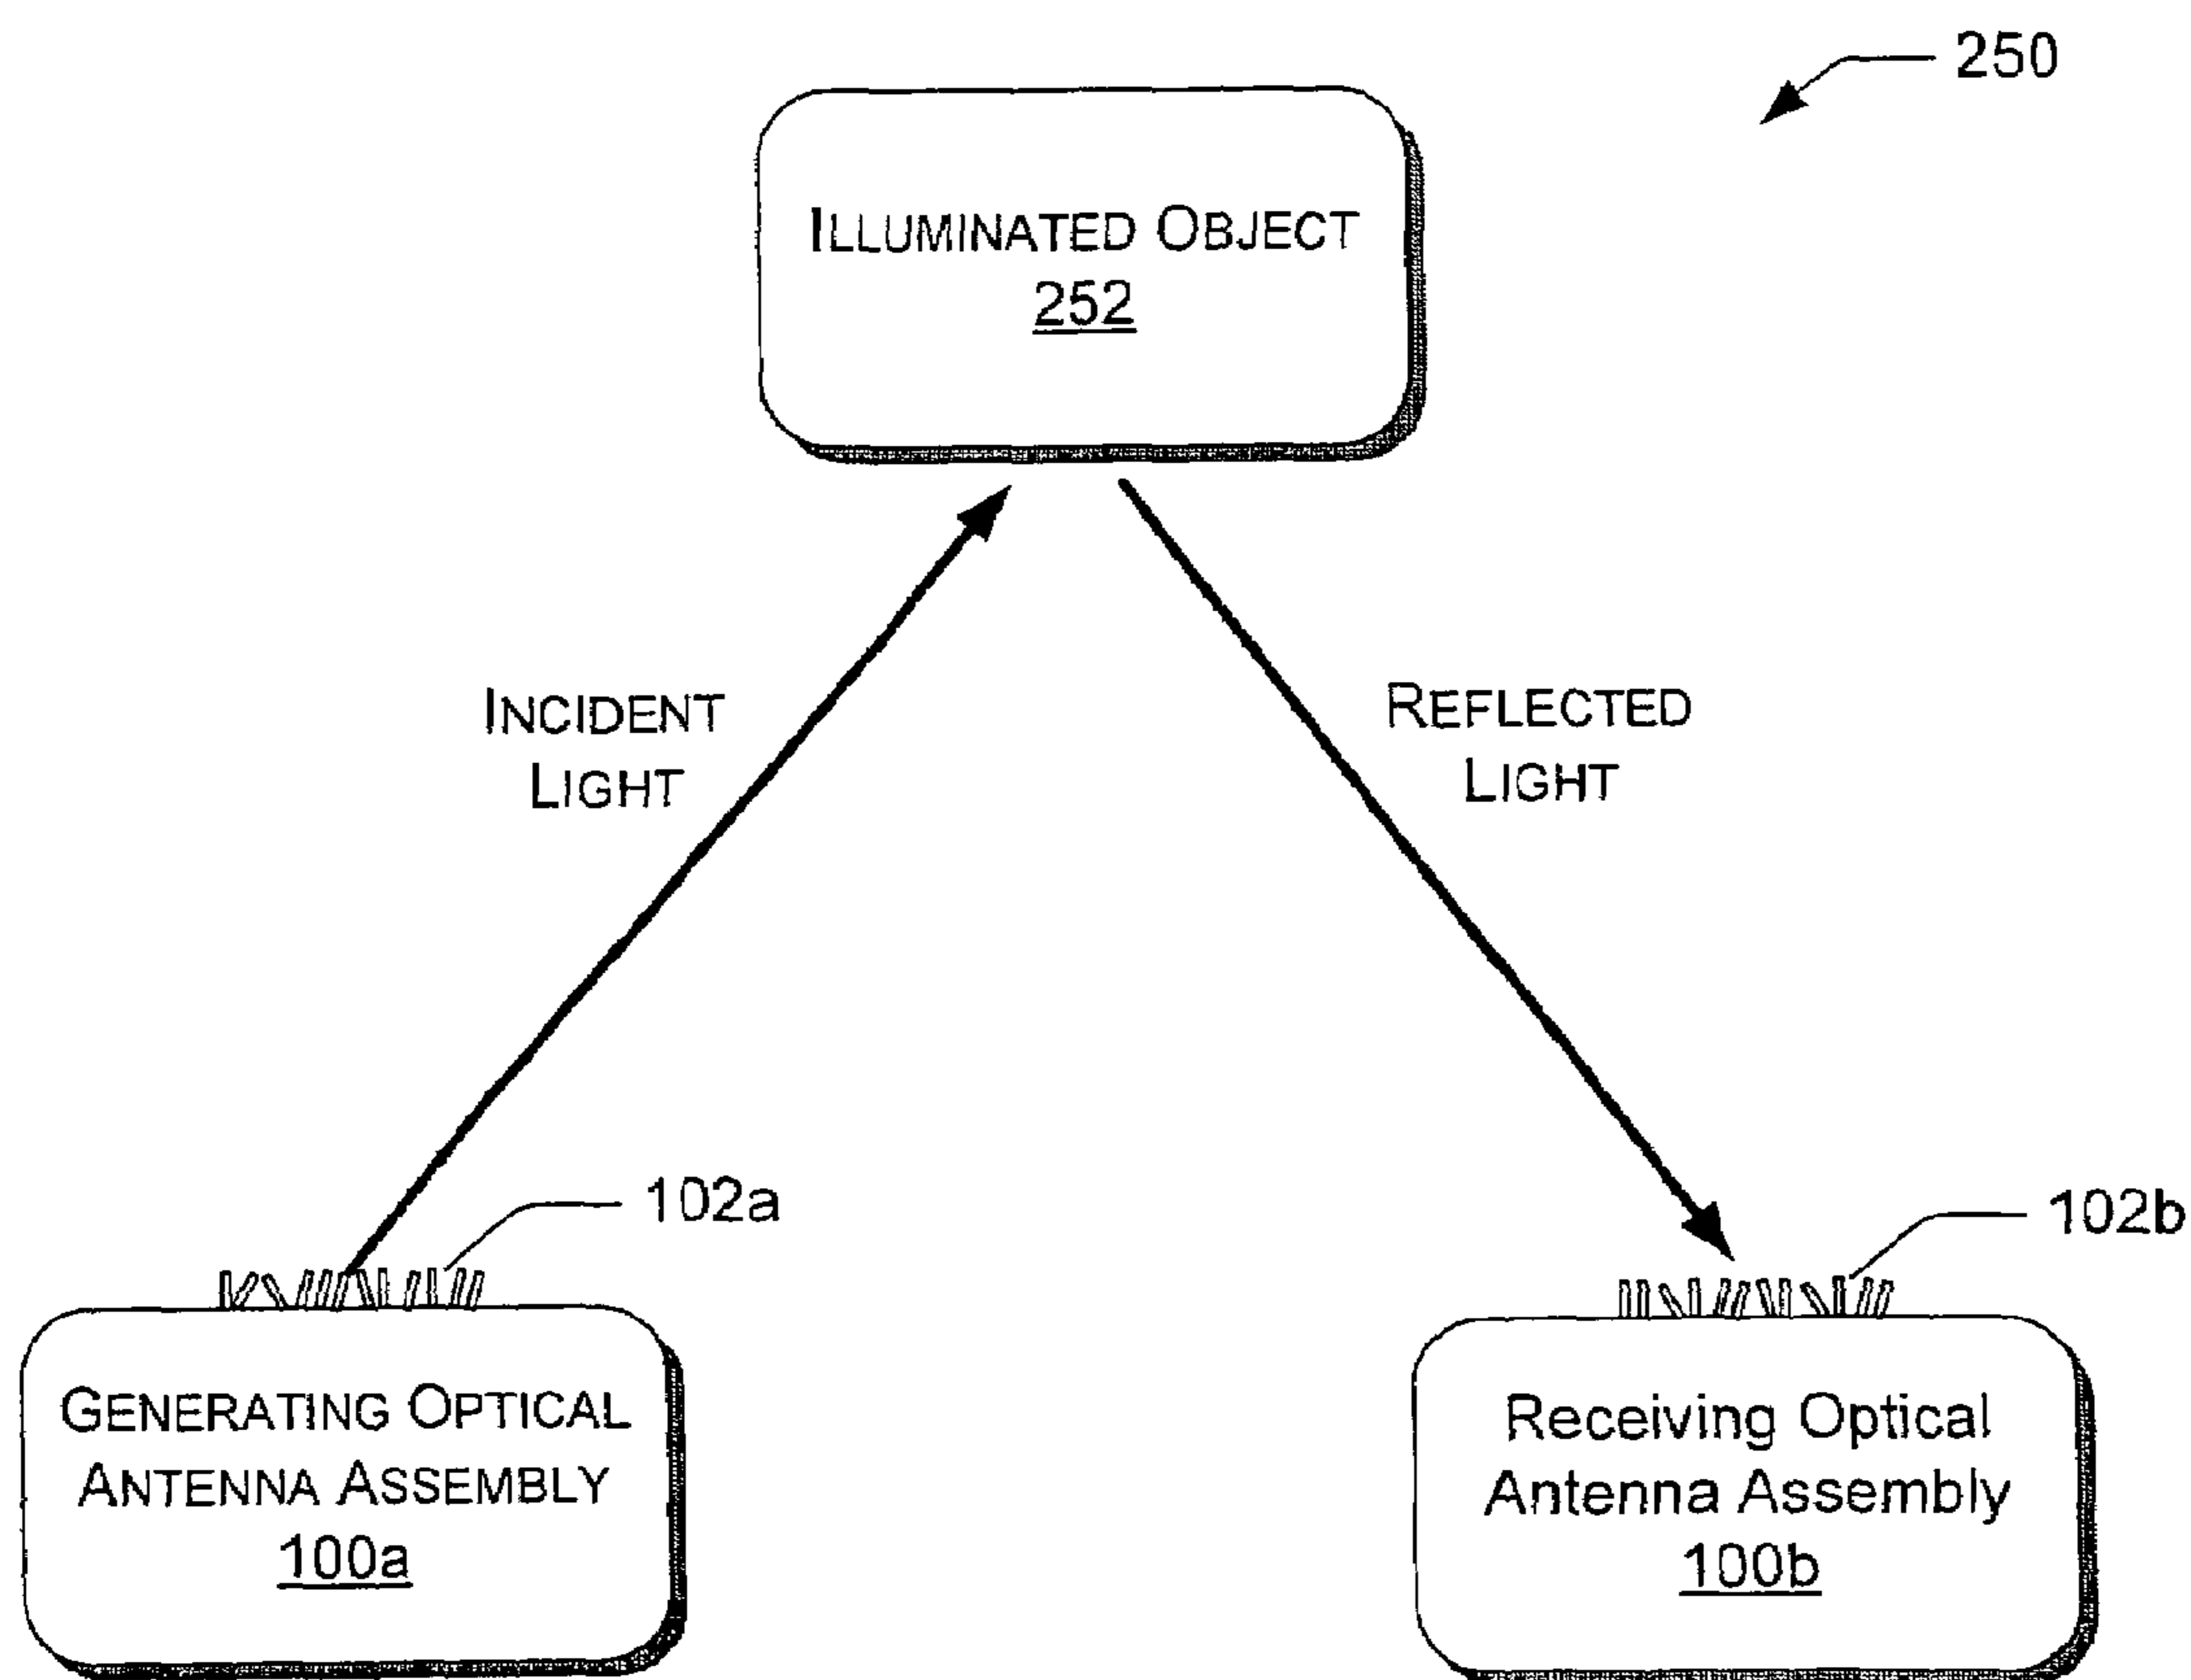 250
ILLUMINATED OBJECT
252
INCIDENT
LIGHT
REFLECTED
LIGHT
102a
102b
GENERATING OPTICAL
ANTENNA ASSEMBLY
100a
Receiving Optical
Antenna Assembly
100b